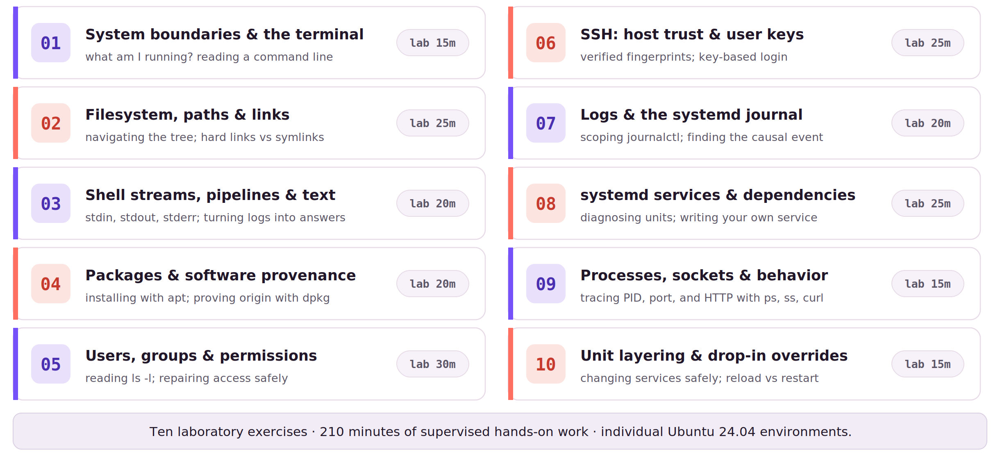 01
System boundaries & the terminal
what am I running? reading a command line
lab 15m
02
Filesystem, paths & links
navigating the tree; hard links vs symlinks
lab 25m
03
Shell streams, pipelines & text
stdin, stdout, stderr; turning logs into answers
lab 20m
04
Packages & software provenance
installing with apt; proving origin with dpkg
lab 20m
05
Users, groups & permissions
reading ls -l; repairing access safely
lab 30m
06
SSH: host trust & user keys
verified fingerprints; key-based login
lab 25m
07
Logs & the systemd journal
scoping journalctl; finding the causal event
lab 20m
08
systemd services & dependencies
diagnosing units; writing your own service
lab 25m
09
Processes, sockets & behavior
tracing PID, port, and HTTP with ps, ss, curl
lab 15m
10
Unit layering & drop-in overrides
changing services safely; reload vs restart
lab 15m
Ten laboratory exercises · 210 minutes of supervised hands-on work · individual Ubuntu 24.04 environments.